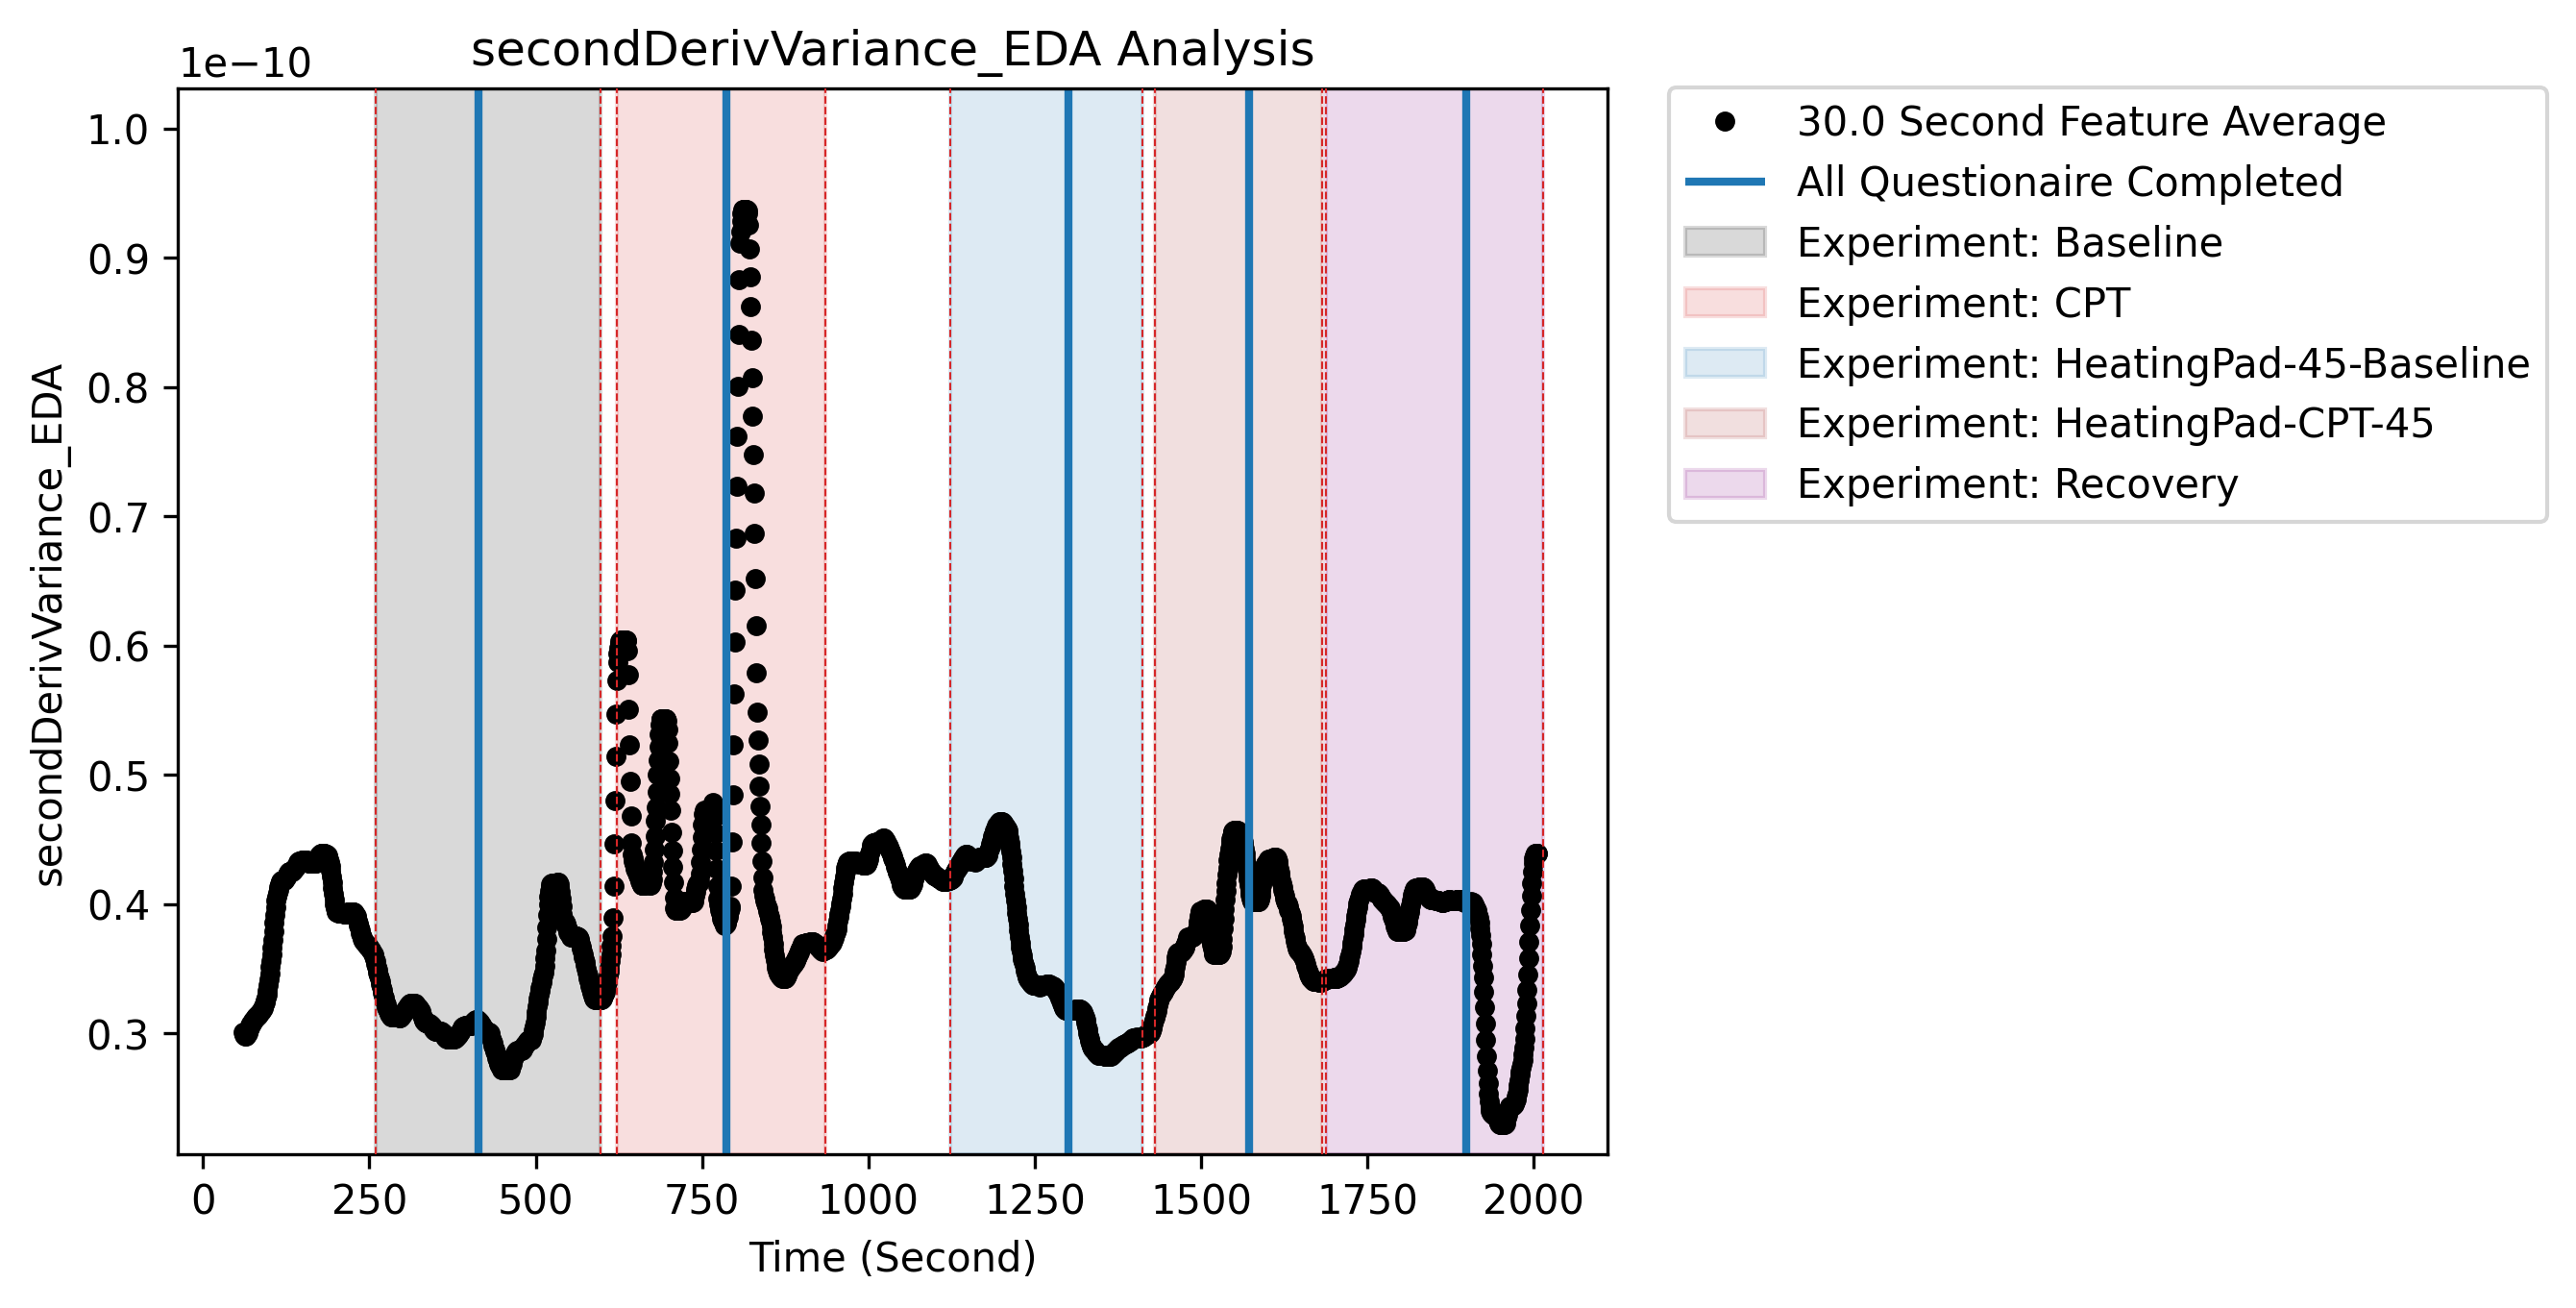 secondDerivVariance_EDA Analysis
1e−10
1.0
0.9
0.8
0.7
0.6
0.5
0.4
0.3
secondDerivVariance_EDA
0 250 500 750 1000 1250 1500 1750 2000
Time (Second)
30.0 Second Feature Average
All Questionaire Completed
Experiment: Baseline
Experiment: CPT
Experiment: HeatingPad-45-Baseline
Experiment: HeatingPad-CPT-45
Experiment: Recovery